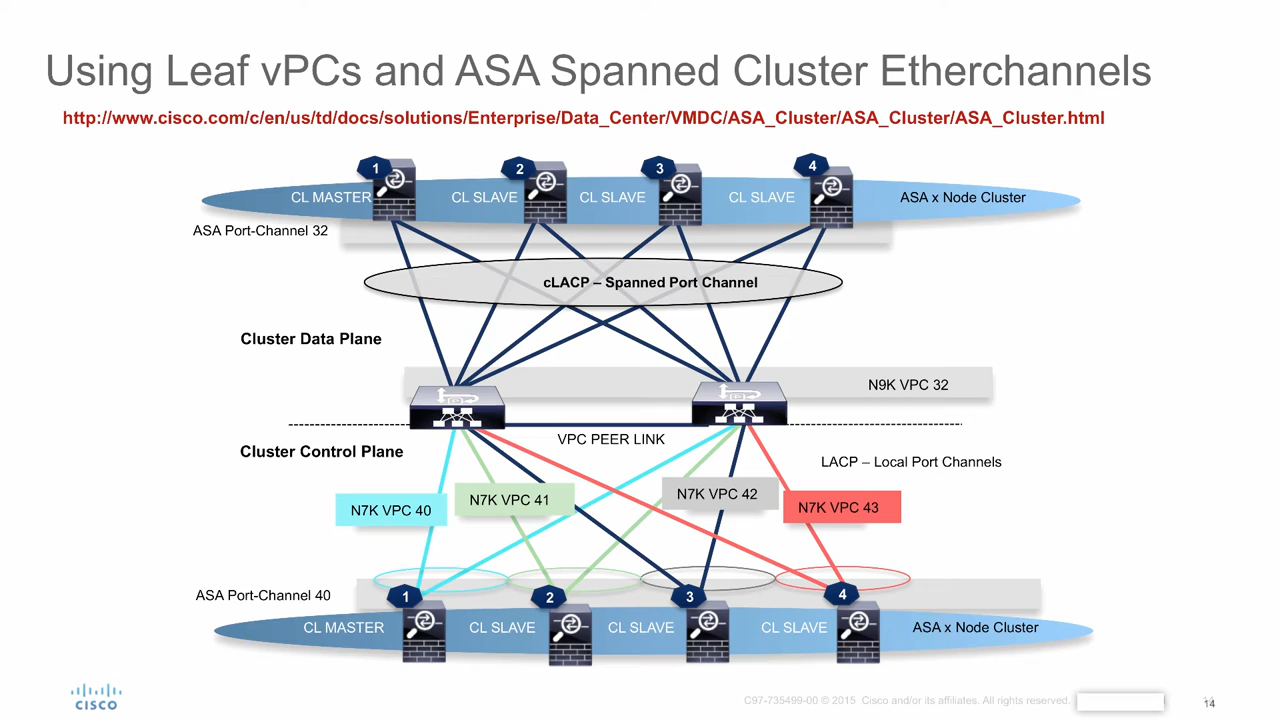 Using Leaf vPCs and ASA Spanned Cluster Etherchannels
http://www.cisco.com/c/en/us/td/docs/solutions/Enterprise/Data_Center/VMDC/ASA_Cluster/ASA_Cluster/ASA_Cluster.html
1 2 3 4
CL MASTER CL SLAVE CL SLAVE CL SLAVE ASA x Node Cluster
ASA Port-Channel 32
cLACP – Spanned Port Channel
Cluster Data Plane
N9K VPC 32
VPC PEER LINK
Cluster Control Plane
LACP – Local Port Channels
N7K VPC 40 N7K VPC 41 N7K VPC 42 N7K VPC 43
ASA Port-Channel 40
1 2 3 4
CL MASTER CL SLAVE CL SLAVE CL SLAVE ASA x Node Cluster
CISCO
C97-735499-00 © 2015 Cisco and/or its affiliates. All rights reserved.
14